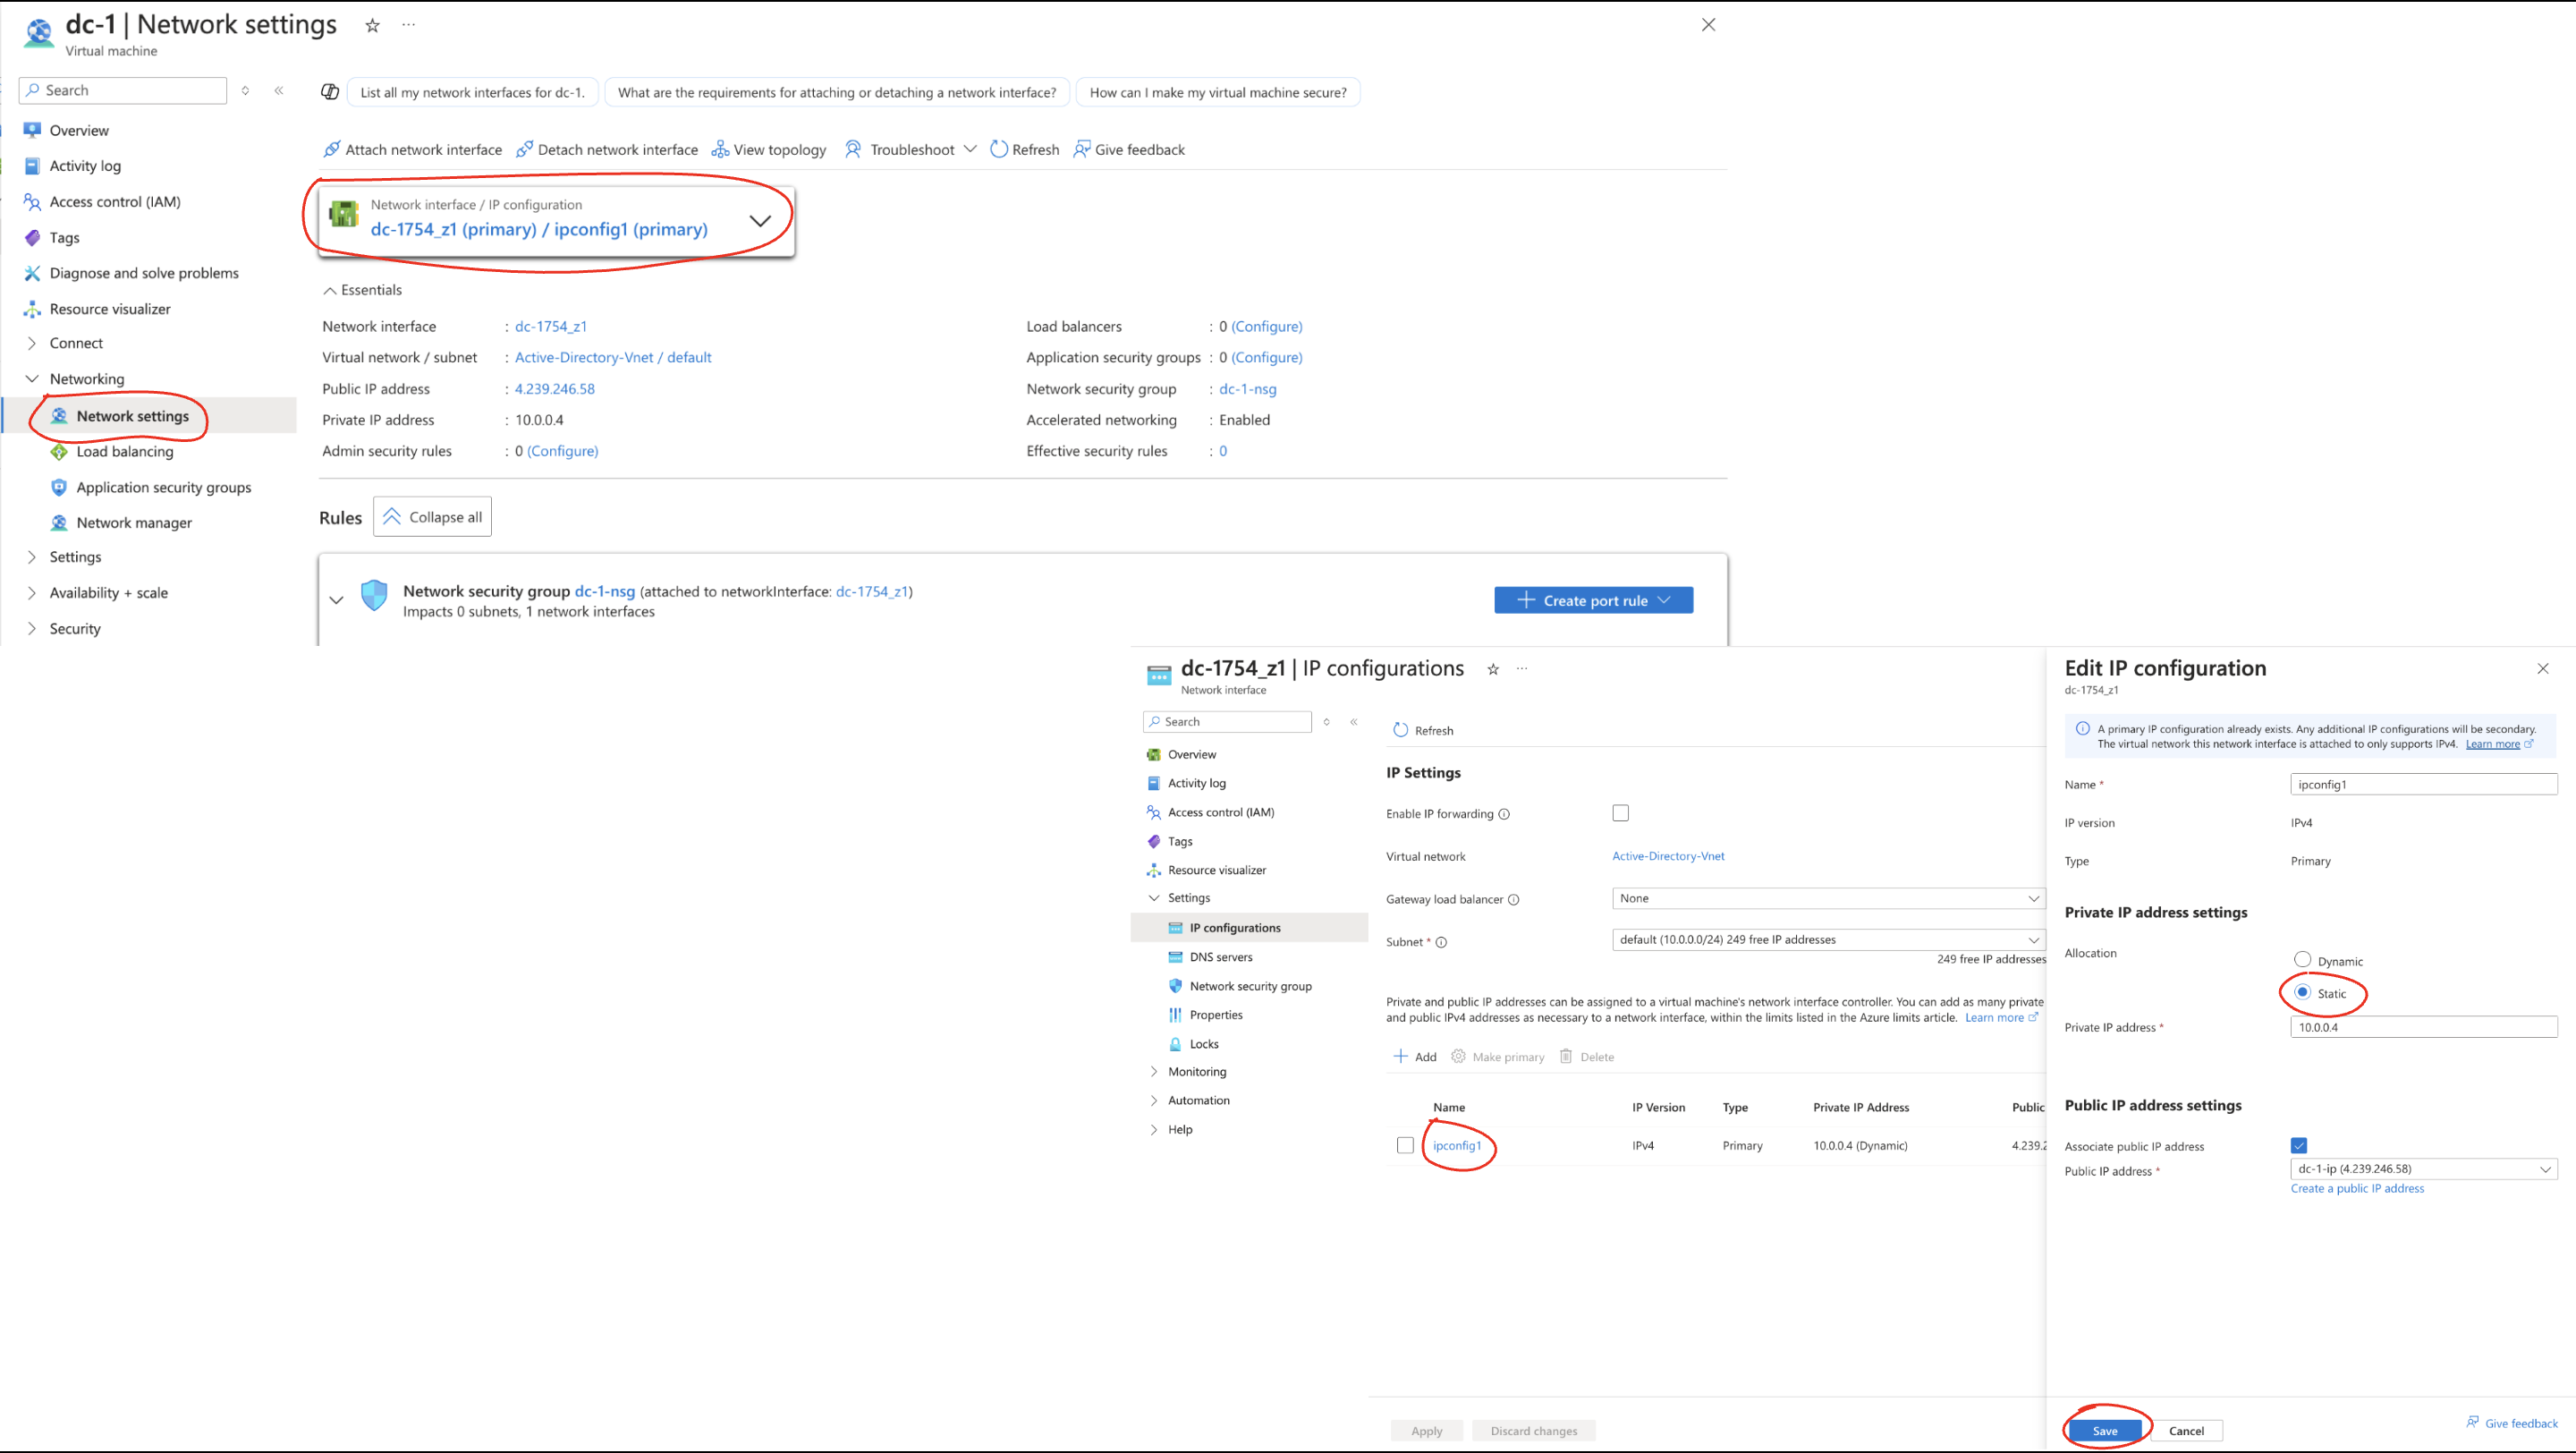 dc-1 | Network settings
Virtual machine
Search
Overview
Activity log
Access control (IAM)
Tags
Diagnose and solve problems
Resource visualizer
Connect
Networking
Network settings
Load balancing
Application security groups
Network manager
Settings
Availability + scale
Security
List all my network interfaces for dc-1.
What are the requirements for attaching or detaching a network interface?
How can I make my virtual machine secure?
Attach network interface
Detach network interface
View topology
Troubleshoot
Refresh
Give feedback
Network interface / IP configuration
dc-1754_z1 (primary) / ipconfig1 (primary)
Essentials
Network interface : dc-1754_z1
Virtual network / subnet : Active-Directory-Vnet / default
Public IP address : 4.239.246.58
Private IP address : 10.0.0.4
Admin security rules : 0 (Configure)
Load balancers : 0 (Configure)
Application security groups : 0 (Configure)
Network security group : dc-1-nsg
Accelerated networking : Enabled
Effective security rules : 0
Rules
Collapse all
Network security group dc-1-nsg (attached to networkInterface: dc-1754_z1)
Impacts 0 subnets, 1 network interfaces
Create port rule
dc-1754_z1 | IP configurations
Network interface
Search
Overview
Activity log
Access control (IAM)
Tags
Resource visualizer
Settings
IP configurations
DNS servers
Network security group
Properties
Locks
Monitoring
Automation
Help
Refresh
IP Settings
Enable IP forwarding
Virtual network Active-Directory-Vnet
Gateway load balancer None
Subnet * default (10.0.0.0/24) 249 free IP addresses
249 free IP addresses
Private and public IP addresses can be assigned to a virtual machine's network interface controller. You can add as many private
and public IPv4 addresses as necessary to a network interface, within the limits listed in the Azure limits article. Learn more
Add Make primary Delete
Name IP Version Type Private IP Address Public
ipconfig1 IPv4 Primary 10.0.0.4 (Dynamic) 4.239.2
Apply Discard changes
Edit IP configuration
dc-1754_z1
A primary IP configuration already exists. Any additional IP configurations will be secondary.
The virtual network this network interface is attached to only supports IPv4. Learn more
Name * ipconfig1
IP version IPv4
Type Primary
Private IP address settings
Allocation
Dynamic
Static
Private IP address * 10.0.0.4
Public IP address settings
Associate public IP address
Public IP address * dc-1-ip (4.239.246.58)
Create a public IP address
Save Cancel
Give feedback